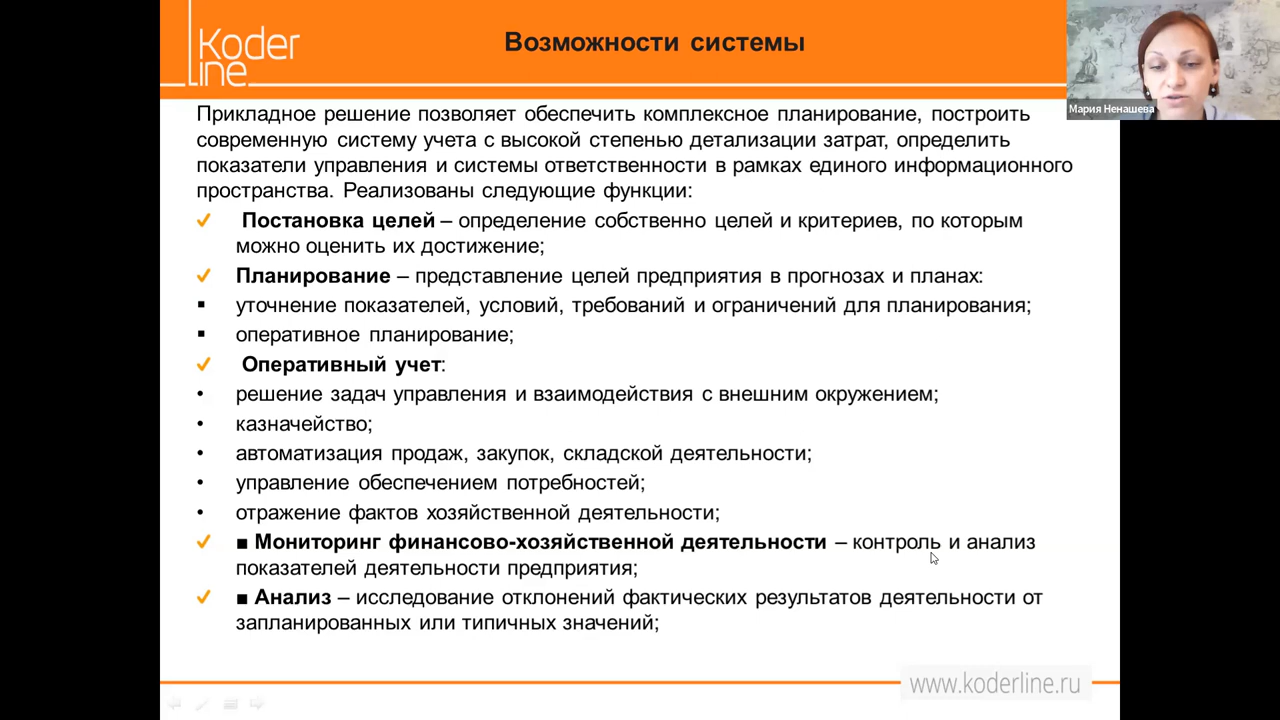 Koder
line
Возможности системы
Мария Ненашева
Прикладное решение позволяет обеспечить комплексное планирование, построить
современную систему учета с высокой степенью детализации затрат, определить
показатели управления и системы ответственности в рамках единого информационного
пространства. Реализованы следующие функции:
✓ Постановка целей – определение собственно целей и критериев, по которым
можно оценить их достижение;
✓ Планирование – представление целей предприятия в прогнозах и планах:
▪ уточнение показателей, условий, требований и ограничений для планирования;
▪ оперативное планирование;
✓ Оперативный учет:
• решение задач управления и взаимодействия с внешним окружением;
• казначейство;
• автоматизация продаж, закупок, складской деятельности;
• управление обеспечением потребностей;
• отражение фактов хозяйственной деятельности;
✓ ■ Мониторинг финансово-хозяйственной деятельности – контроль и анализ
показателей деятельности предприятия;
✓ ■ Анализ – исследование отклонений фактических результатов деятельности от
запланированных или типичных значений;
www.koderline.ru